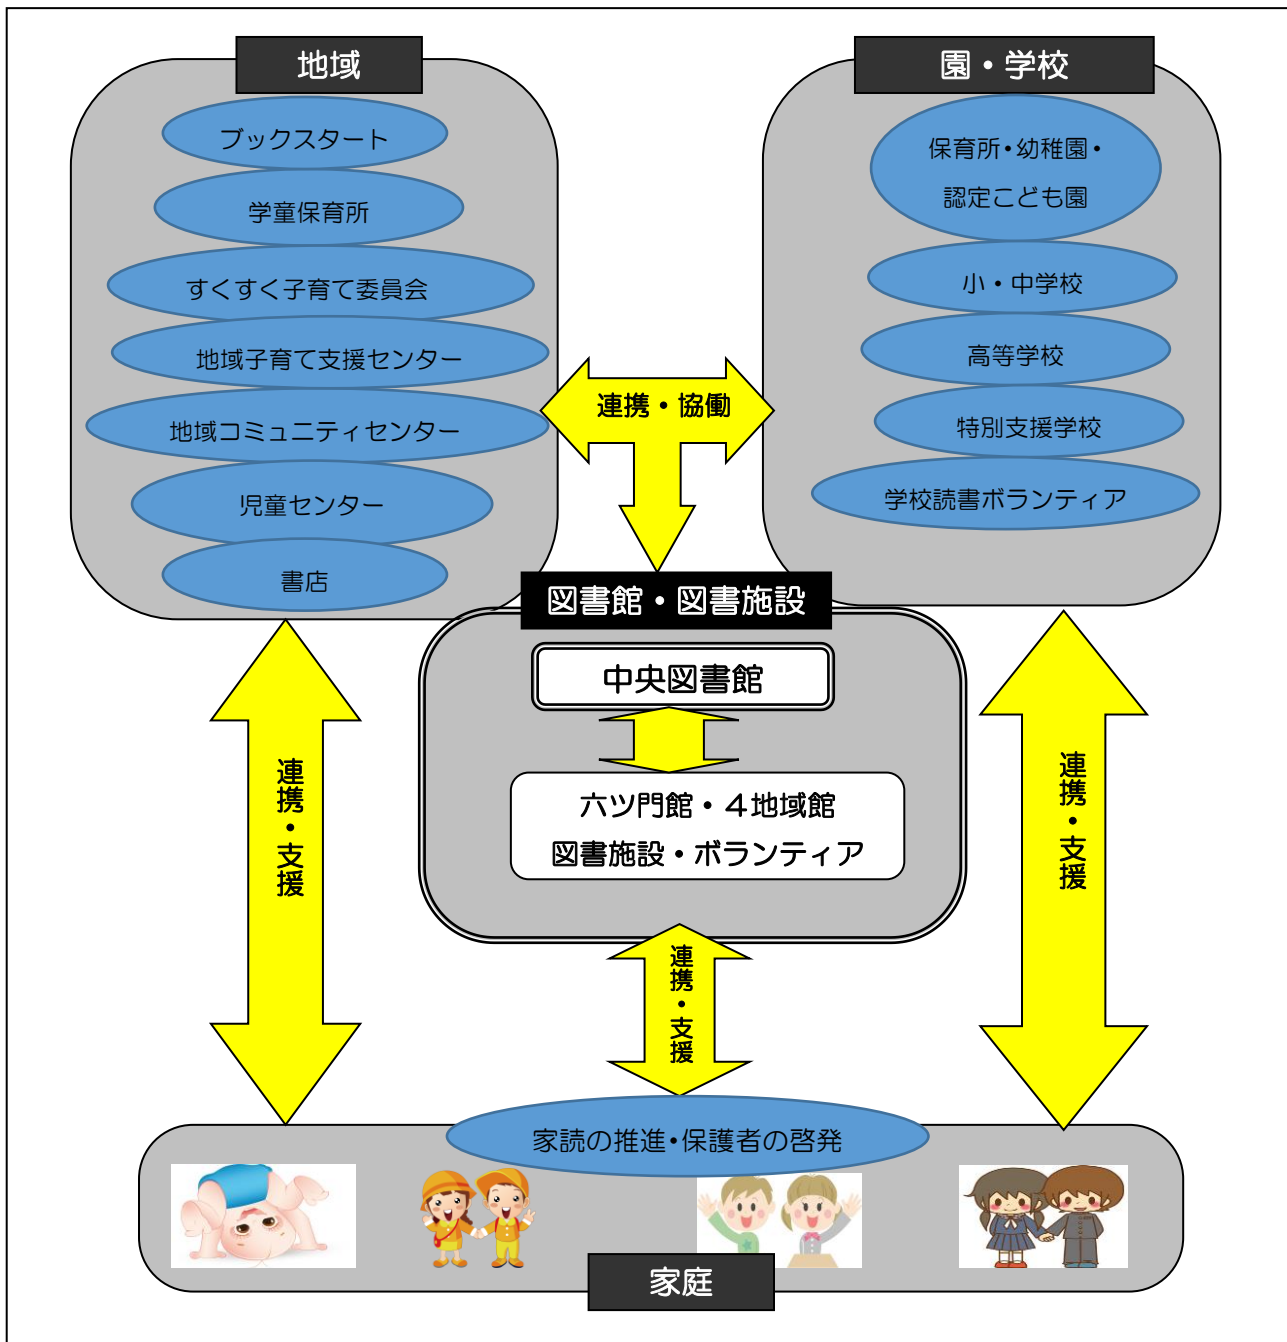 地域
ブックスタート
学童保育所
すくすく子育て委員会
地域子育て支援センター
地域コミュニティセンター
児童センター
書店
園・学校
保育所・幼稚園・
認定こども園
小・中学校
高等学校
特別支援学校
学校読書ボランティア
連携・協働
図書館・図書施設
中央図書館
六ツ門館・４地域館
図書施設・ボランティア
連携・支援
連携・支援
連携・支援
家読の推進・保護者の啓発
家庭